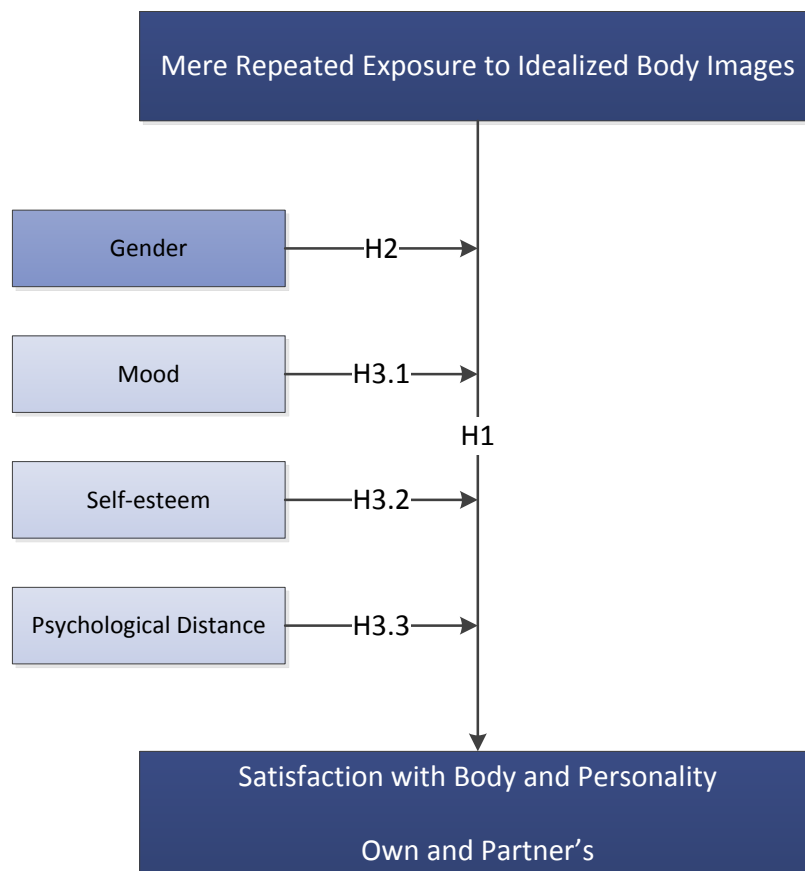 Mere Repeated Exposure to Idealized Body Images
Gender
H2
Mood
H3.1
H1
Self-esteem
H3.2
Psychological Distance
H3.3
Satisfaction with Body and Personality
Own and Partner's